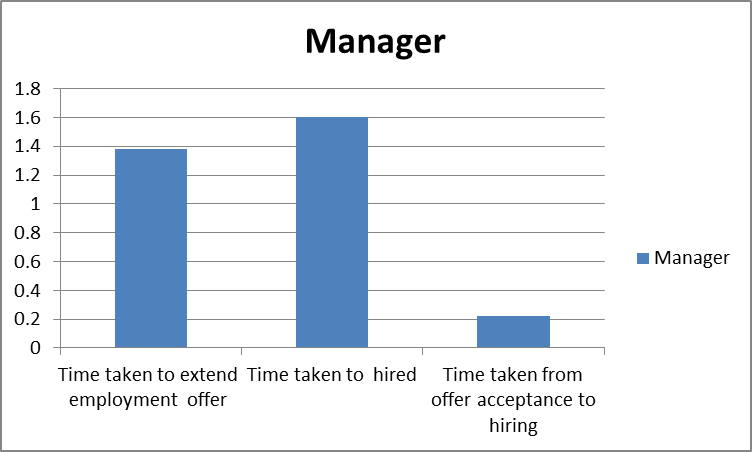 Manager
1.8
1.6
1.4
1.2
1
0.8
0.6
0.4
0.2
0
Time taken to extend
employment offer
Time taken to hired
Time taken from
offer acceptance to
hiring
Manager